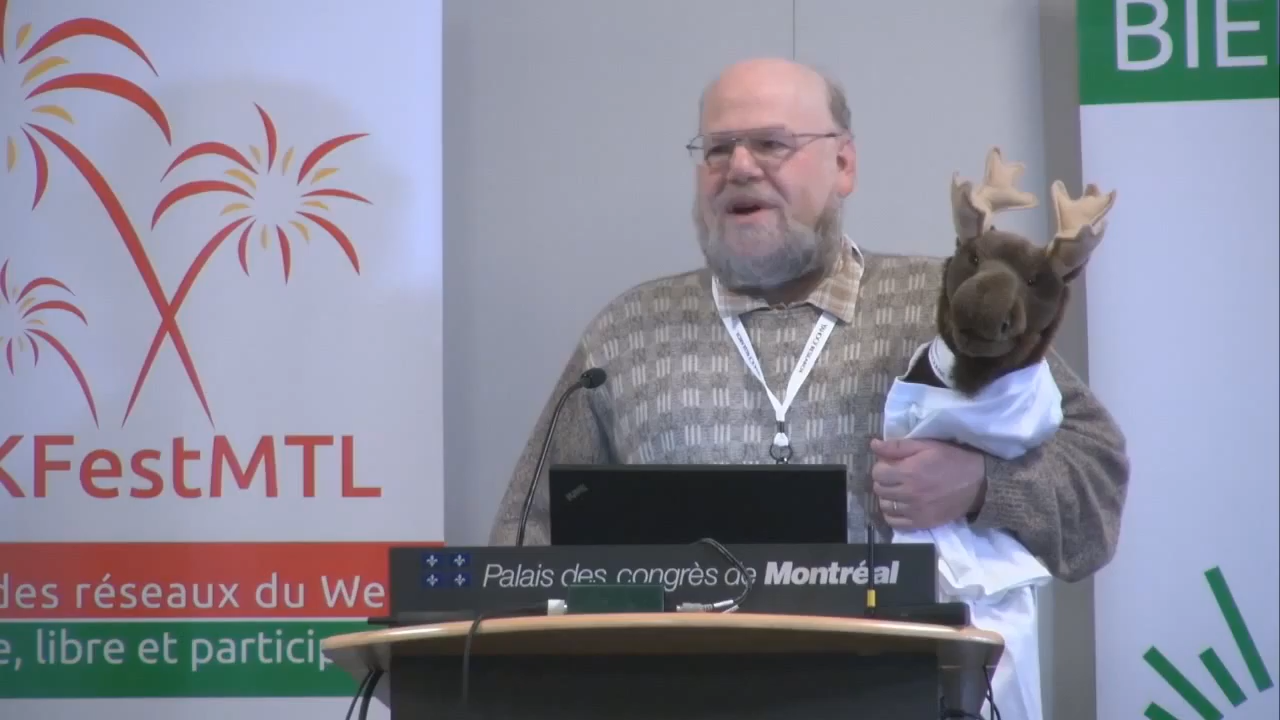 KFestMTL
des réseaux du We
e, libre et particip
BIE
Palais des congrès de Montréal